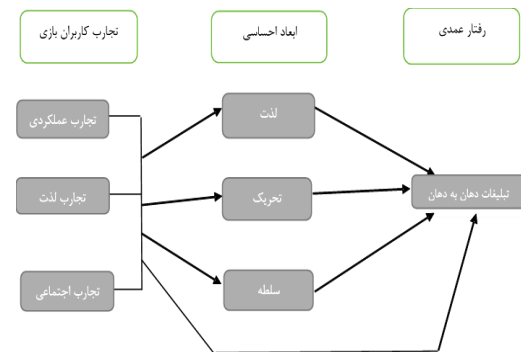 رفتار عمدی
ابعاد احساسی
تجارب کاربران بازی
تجارب عملکردی
لذت
تجارب لذت
تحریک
تبلیغات دهان به دهان
تجارب اجتماعی
سلطه